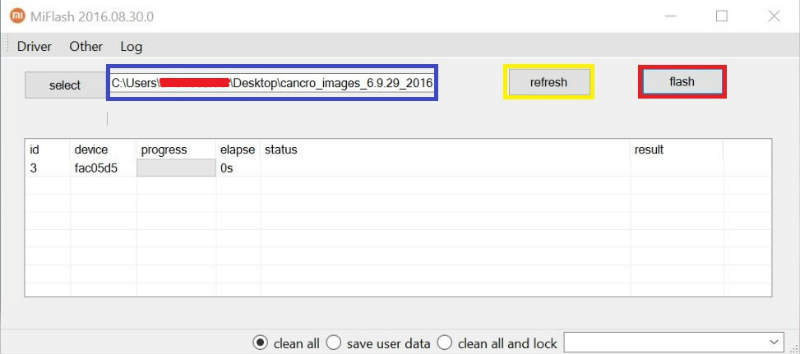 MiFlash 2016.08.30.0
Driver Other Log
select C:\Users\ \Desktop\cancro_images_6.9.29_2016 refresh flash
id device progress elapse status result
3 fac05d5 0s
clean all save user data clean all and lock